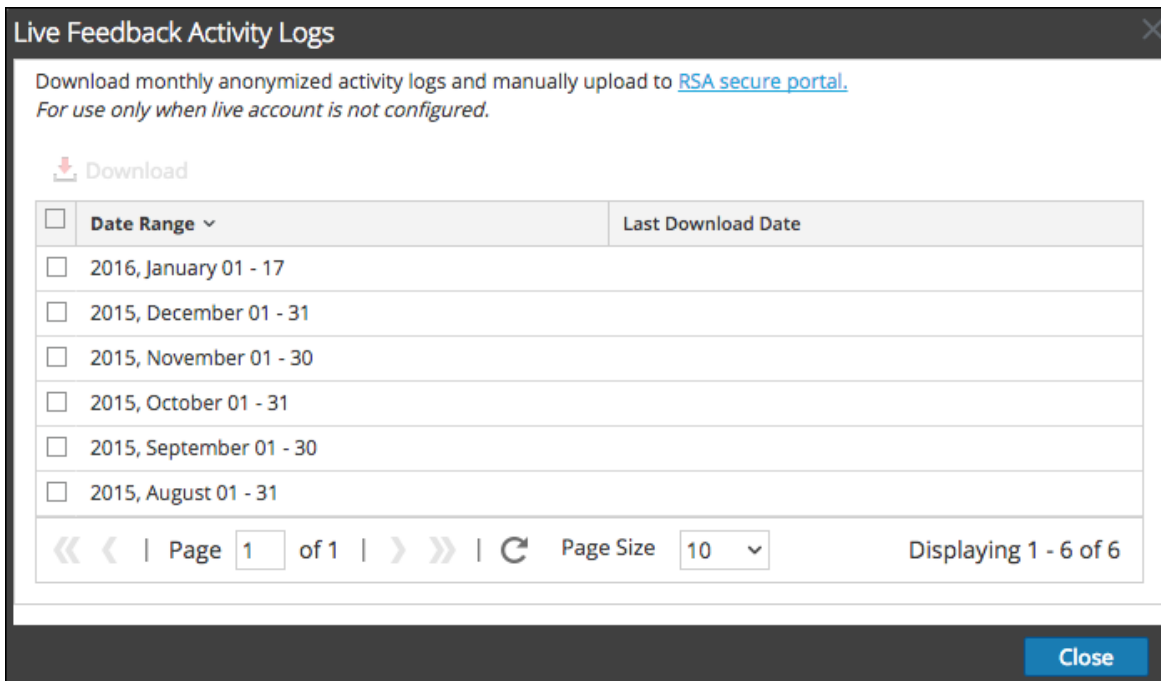 Live Feedback Activity Logs
Download monthly anonymized activity logs and manually upload to RSA secure portal.
For use only when live account is not configured.
Download
Date Range Last Download Date
2016, January 01 - 17
2015, December 01 - 31
2015, November 01 - 30
2015, October 01 - 31
2015, September 01 - 30
2015, August 01 - 31
| Page 1 of 1 | | Page Size 10 Displaying 1 - 6 of 6
Close